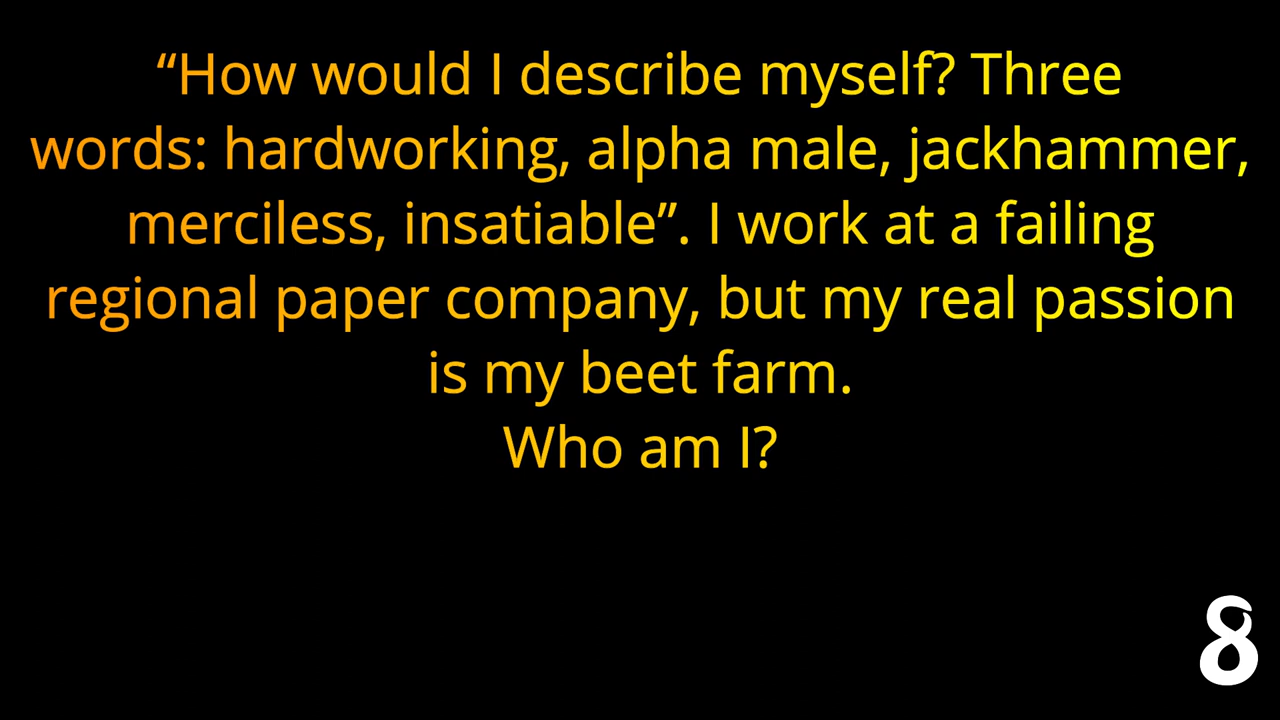 “How would I describe myself? Three
words: hardworking, alpha male, jackhammer,
merciless, insatiable”. I work at a failing
regional paper company, but my real passion
is my beet farm.
Who am I?
8